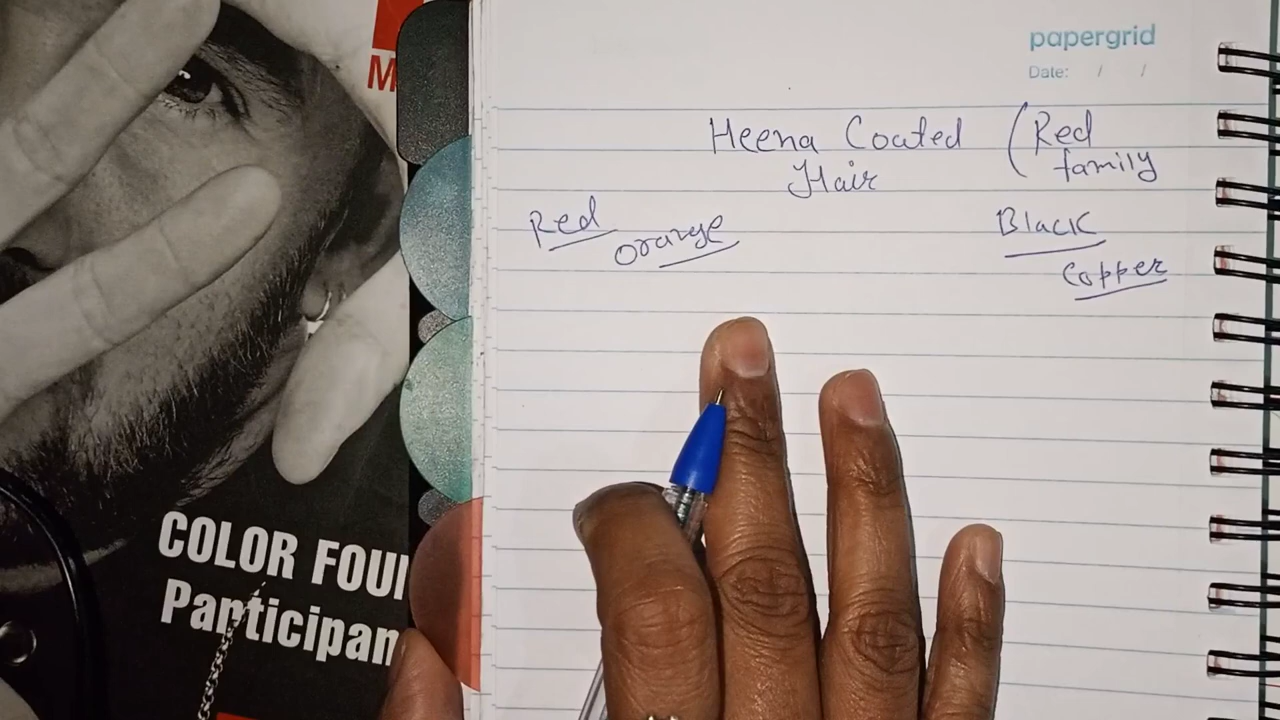 papergrid
Date: / /
M
Heena Coated (Red
Hair family
Red Black
orange Copper
COLOR FOU
Participan